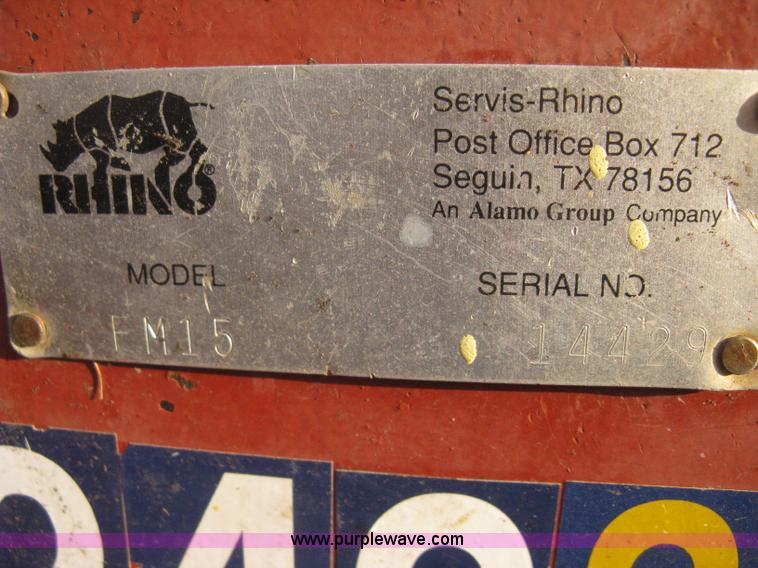 RHINO®
Servis-Rhino
Post Office Box 712
Seguin, TX 78156
An Alamo Group Company
MODEL
SERIAL NO.
FM15
14429
www.purplewave.com